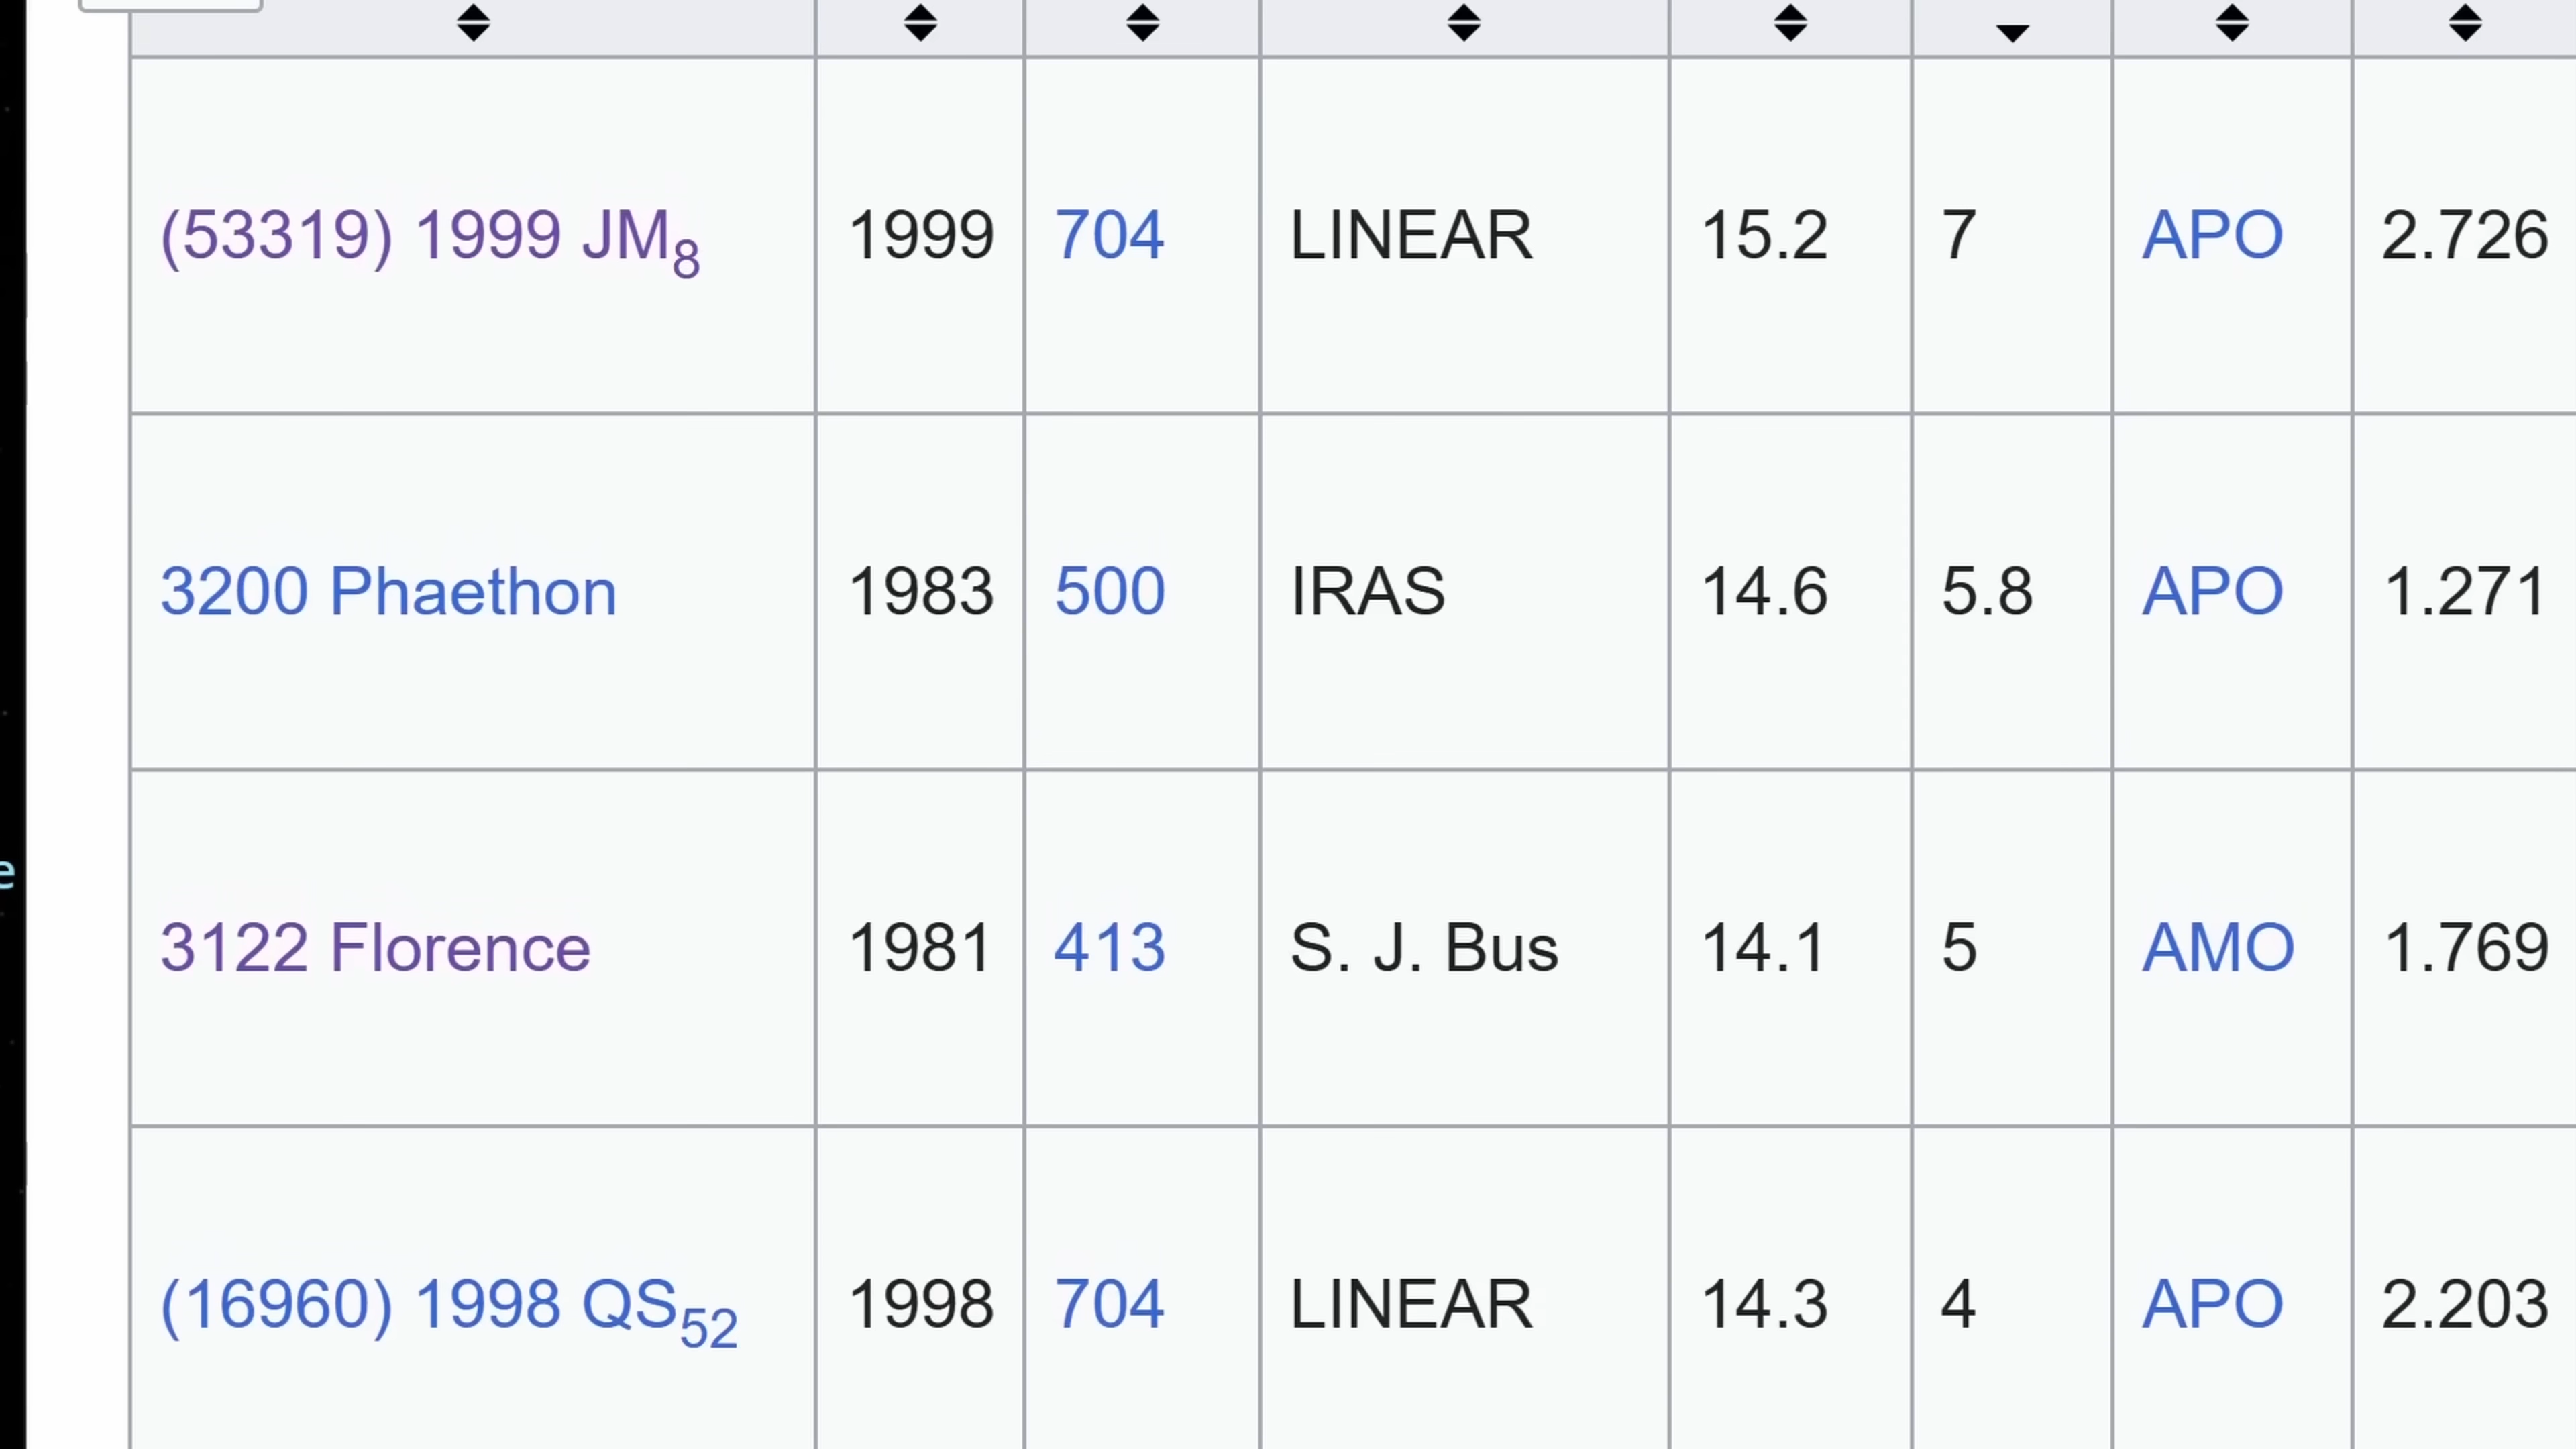 (53319) 1999 JM8 1999 704 LINEAR 15.2 7 APO 2.726
3200 Phaethon 1983 500 IRAS 14.6 5.8 APO 1.271
3122 Florence 1981 413 S. J. Bus 14.1 5 AMO 1.769
e
(16960) 1998 QS52 1998 704 LINEAR 14.3 4 APO 2.203